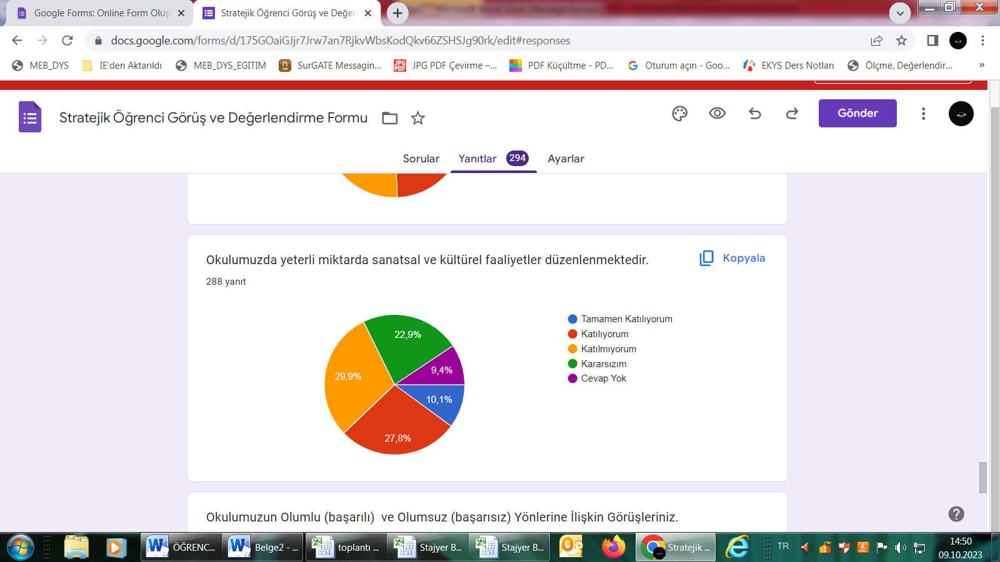 Google Forms: Online Form Oluşt
Stratejik Öğrenci Görüş ve Değerl
docs.google.com/forms/d/175GOaiGJjr7Jrw7an7RjkvWbsKodQkv66ZSHSJg90rk/edit#responses
MEB_DYS
IE'den Aktarıldı
MEB_DYS_EGITIM
SurGATE Messagin...
JPG PDF Çevirme –...
PDF Küçültme - PD...
Oturum açın - Goo...
EKYS Ders Notları
Ölçme, Değerlendir...
»
Stratejik Öğrenci Görüş ve Değerlendirme Formu
Gönder
Sorular
Yanıtlar 294
Ayarlar
Okulumuzda yeterli miktarda sanatsal ve kültürel faaliyetler düzenlenmektedir.
Kopyala
288 yanıt
22,9%
9,4%
29,9%
10,1%
27,8%
Tamamen Katılıyorum
Katılıyorum
Katılmıyorum
Kararsızım
Cevap Yok
Okulumuzun Olumlu (başarılı)  ve Olumsuz (başarısız) Yönlerine İlişkin Görüşleriniz.
ÖĞRENC...
Belge2 - ...
toplantı ...
Stajyer B...
Stajyer B...
Stratejik ...
TR
14:50
09.10.2023